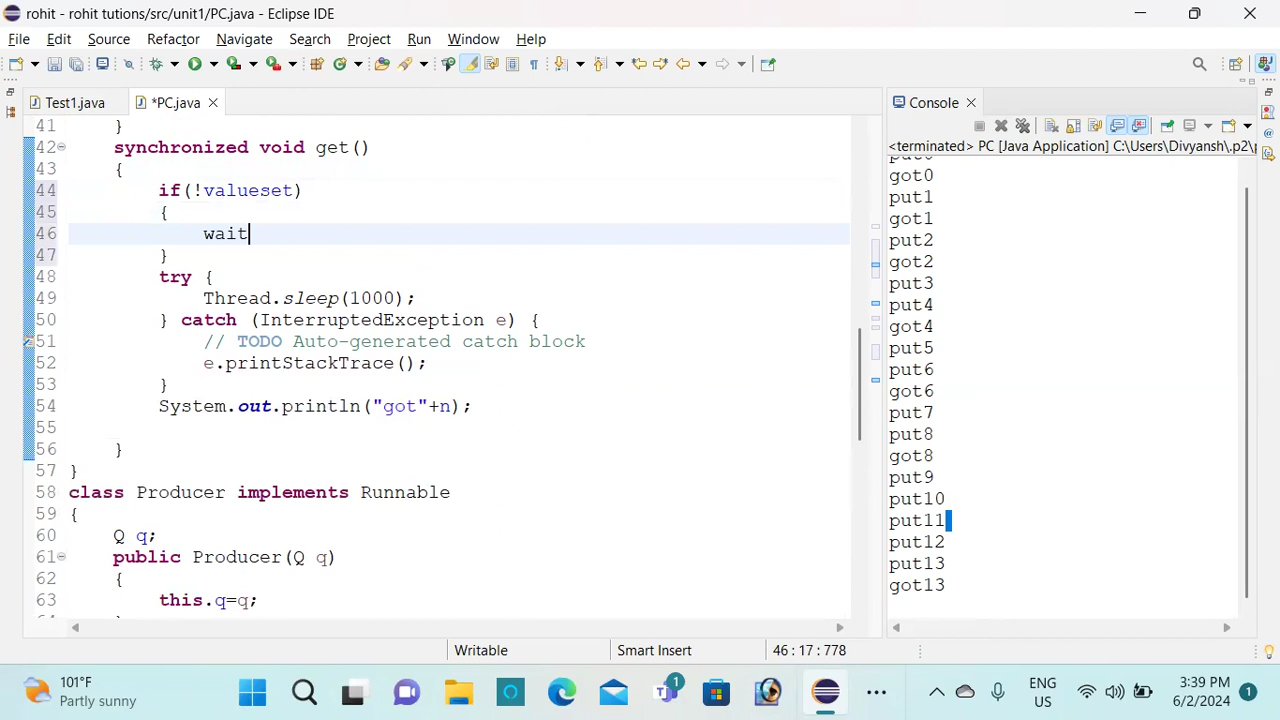 rohit - rohit tutions/src/unit1/PC.java - Eclipse IDE
File Edit Source Refactor Navigate Search Project Run Window Help
Test1.java
*PC.java
41 }
42 synchronized void get()
43 {
44 if(!valueset)
45 {
46 wait
47 }
48 try {
49 Thread.sleep(1000);
50 } catch (InterruptedException e) {
51 // TODO Auto-generated catch block
52 e.printStackTrace();
53 }
54 System.out.println("got"+n);
55
56 }
57 }
58 class Producer implements Runnable
59 {
60 Q q;
61 public Producer(Q q)
62 {
63 this.q=q;
Console
<terminated> PC [Java Application] C:\Users\Divyansh\.p2\
got0
put1
got1
put2
got2
put3
put4
got4
put5
put6
got6
put7
put8
got8
put9
put10
put11
put12
put13
got13
Writable
Smart Insert
46 : 17 : 778
101°F
Partly sunny
1
ENG
US
3:39 PM
6/2/2024
1